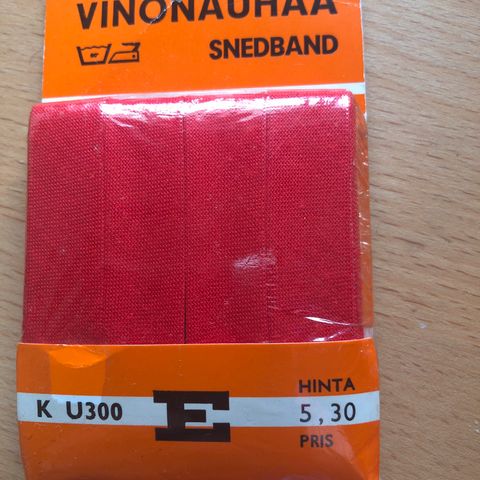 VINONAUHAA
SNEDBAND
HINTA
K U300 E 5,30
PRIS